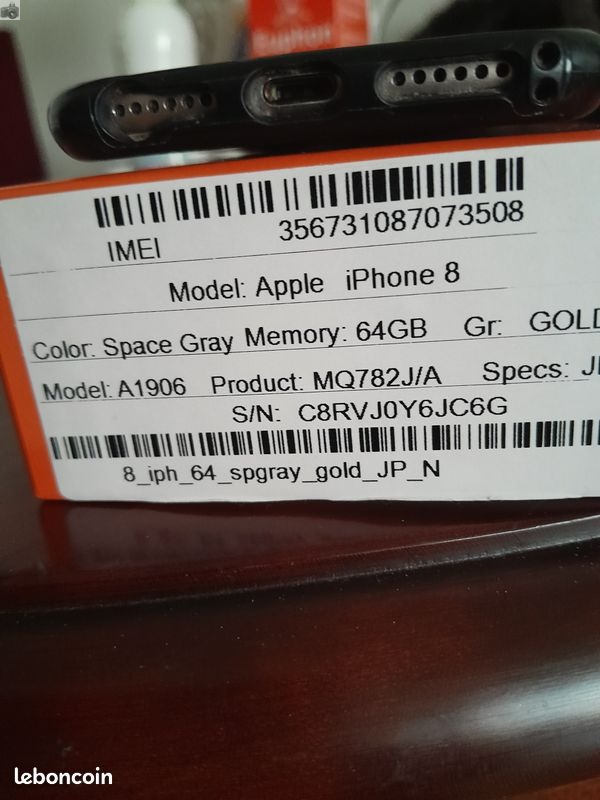 356731087073508
IMEI
Model: Apple iPhone 8
Color: Space Gray Memory: 64GB Gr: GOLD
Model: A1906 Product: MQ782J/A Specs:
S/N: C8RVJ0Y6JC6G
8_iph_64_spgray_gold_JP_N
leboncoin